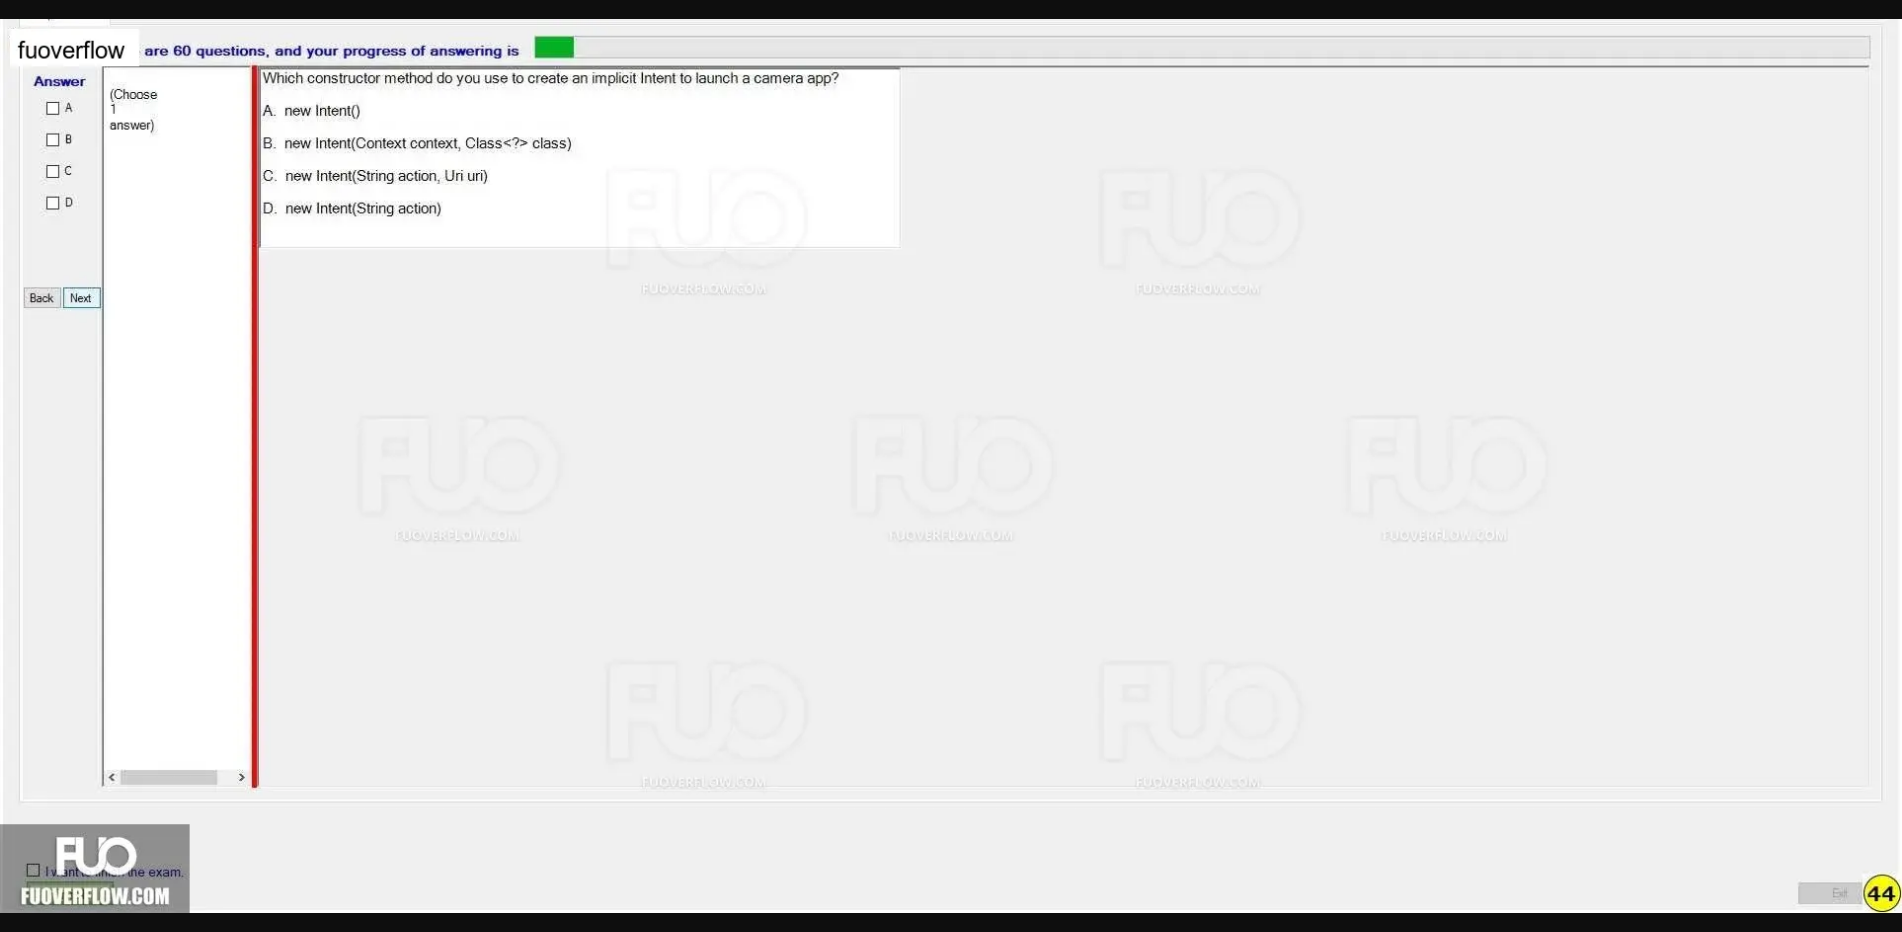 fuoverflow are 60 questions, and your progress of answering is
Answer
A
B
C
D
Back Next
(Choose
1
answer)
Which constructor method do you use to create an implicit Intent to launch a camera app?
A. new Intent()
B. new Intent(Context context, Class<?> class)
C. new Intent(String action, Uri uri)
D. new Intent(String action)
FUO
FUOVERFLOW.COM
FUO
FUOVERFLOW.COM
FUO
FUOVERFLOW.COM
FUO
FUOVERFLOW.COM
FUO
FUOVERFLOW.COM
FUO
FUOVERFLOW.COM
FUO
FUOVERFLOW.COM
FUO
I want the exam.
FUOVERFLOW.COM
Exit
44